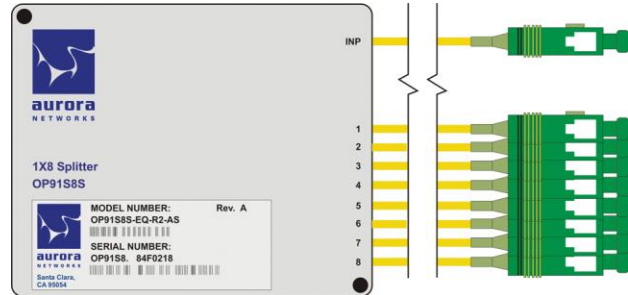 INP
aurora
NETWORKS
1
2
3
4
5
6
7
8
1X8 Splitter
OP91S8S
MODEL NUMBER: Rev. A
OP91S8S-EQ-R2-AS
SERIAL NUMBER:
OP91S8. 84F0218
aurora
NETWORKS
Santa Clara,
CA 95054